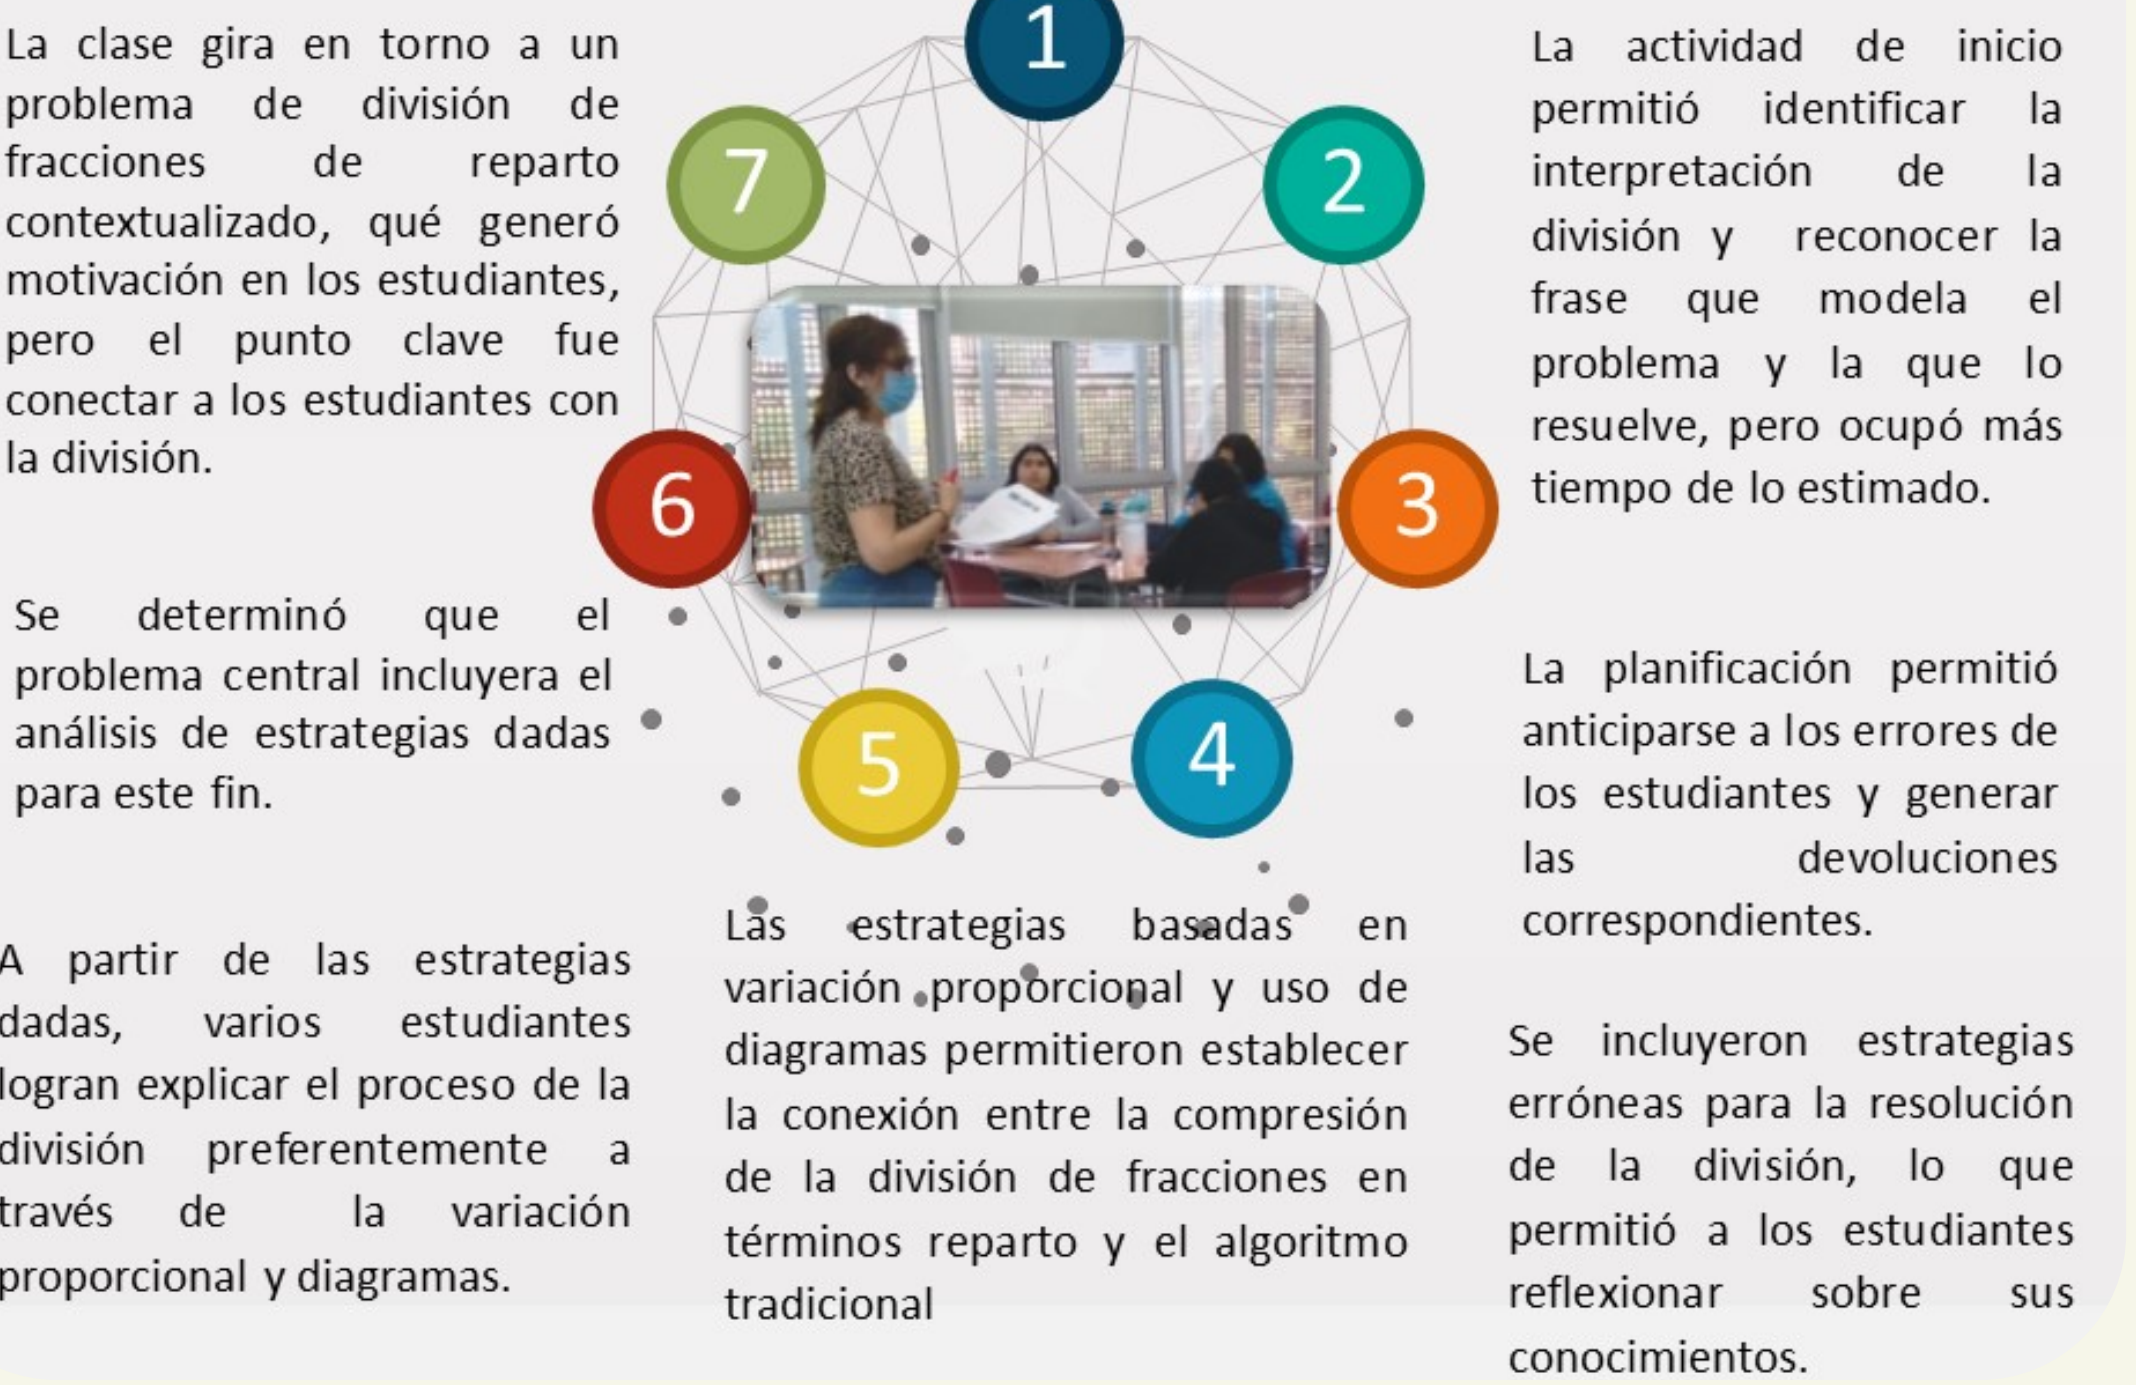 La clase gira en torno a un
problema de división de
fracciones de reparto
contextualizado, qué generó
motivación en los estudiantes,
pero el punto clave fue
conectar a los estudiantes con
la división.
Se determinó que el
problema central incluyera el
análisis de estrategias dadas
para este fin.
A partir de las estrategias
dadas, varios estudiantes
logran explicar el proceso de la
división preferentemente a
través de la variación
proporcional y diagramas.
1
2
3
4
5
6
7
Las estrategias basadas en
variación proporcional y uso de
diagramas permitieron establecer
la conexión entre la compresión
de la división de fracciones en
términos reparto y el algoritmo
tradicional
La actividad de inicio
permitió identificar la
interpretación de la
división y reconocer la
frase que modela el
problema y la que lo
resuelve, pero ocupó más
tiempo de lo estimado.
La planificación permitió
anticiparse a los errores de
los estudiantes y generar
las devoluciones
correspondientes.
Se incluyeron estrategias
erróneas para la resolución
de la división, lo que
permitió a los estudiantes
reflexionar sobre sus
conocimientos.